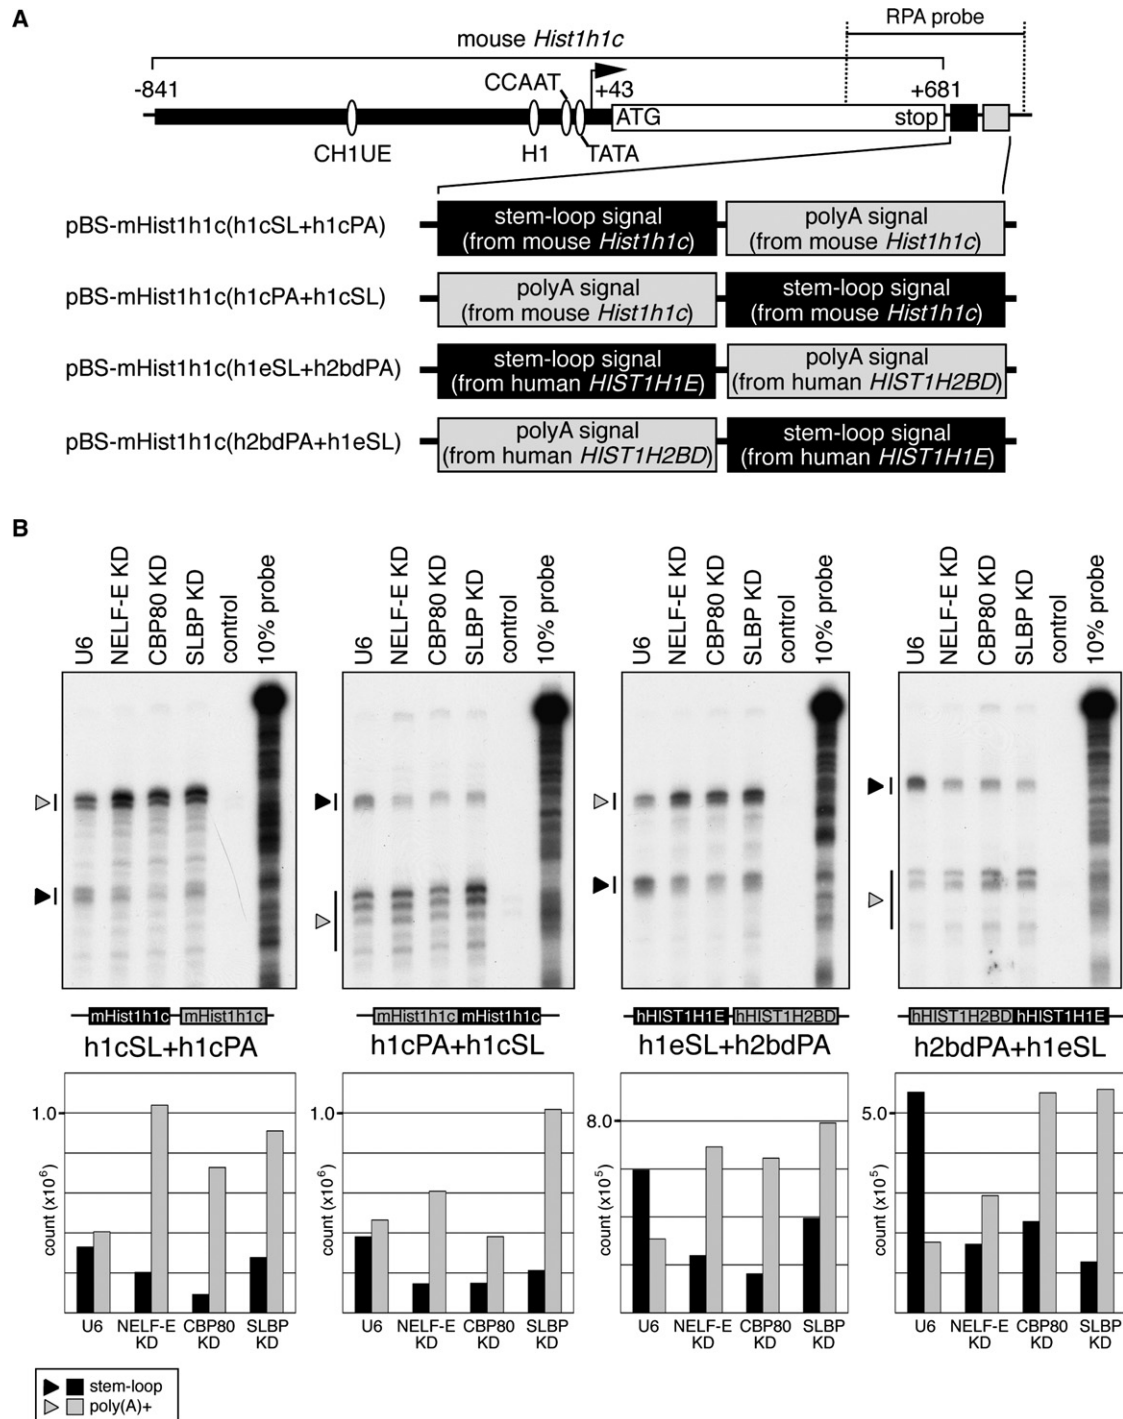 A
RPA probe
mouse Hist1h1c
-841
CCAAT
+43
+681
ATG
stop
CH1UE
H1
TATA
pBS-mHist1h1c(h1cSL+h1cPA)
stem-loop signal
(from mouse Hist1h1c)
polyA signal
(from mouse Hist1h1c)
pBS-mHist1h1c(h1cPA+h1cSL)
polyA signal
(from mouse Hist1h1c)
stem-loop signal
(from mouse Hist1h1c)
pBS-mHist1h1c(h1eSL+h2bdPA)
stem-loop signal
(from human HIST1H1E)
polyA signal
(from human HIST1H2BD)
pBS-mHist1h1c(h2bdPA+h1eSL)
polyA signal
(from human HIST1H2BD)
stem-loop signal
(from human HIST1H1E)
B
U6
NELF-E KD
CBP80 KD
SLBP KD
control
10% probe
U6
NELF-E KD
CBP80 KD
SLBP KD
control
10% probe
U6
NELF-E KD
CBP80 KD
SLBP KD
control
10% probe
U6
NELF-E KD
CBP80 KD
SLBP KD
control
10% probe
mHist1h1c mHist1h1c
h1cSL+h1cPA
mHist1h1c mHist1h1c
h1cPA+h1cSL
hHIST1H1E hHIST1H2BD
h1eSL+h2bdPA
hHIST1H2BD hHIST1H1E
h2bdPA+h1eSL
1.0
count (x10⁶)
U6
NELF-E
KD
CBP80
KD
SLBP
KD
1.0
count (x10⁶)
U6
NELF-E
KD
CBP80
KD
SLBP
KD
8.0
count (x10⁵)
U6
NELF-E
KD
CBP80
KD
SLBP
KD
5.0
count (x10⁵)
U6
NELF-E
KD
CBP80
KD
SLBP
KD
stem-loop
poly(A)+